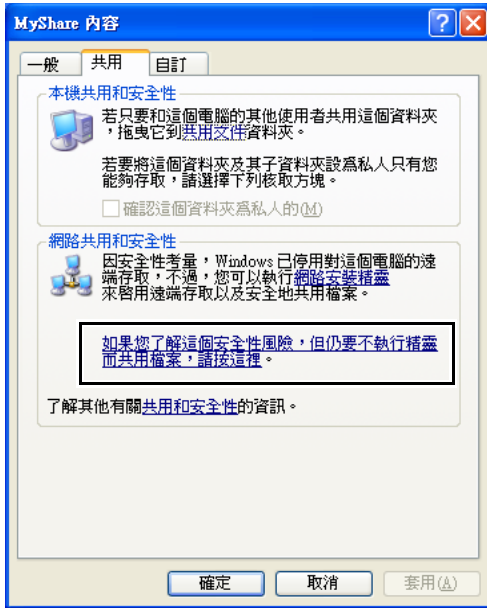 MyShare 內容
一般
共用
自訂
本機共用和安全性
若只要和這個電腦的其他使用者共用這個資料夾
，拖曳它到共用文件資料夾。
若要將這個資料夾及其子資料夾設為私人只有您
能夠存取，請選擇下列核取方塊。
確認這個資料夾為私人的(M)
網路共用和安全性
因安全性考量，Windows 已停用對這個電腦的遠
端存取，不過，您可以執行網路安裝精靈
來啟用遠端存取以及安全地共用檔案。
如果您了解這個安全性風險，但仍要不執行精靈
而共用檔案，請按這裡。
了解其他有關共用和安全性的資訊。
確定
取消
套用(A)